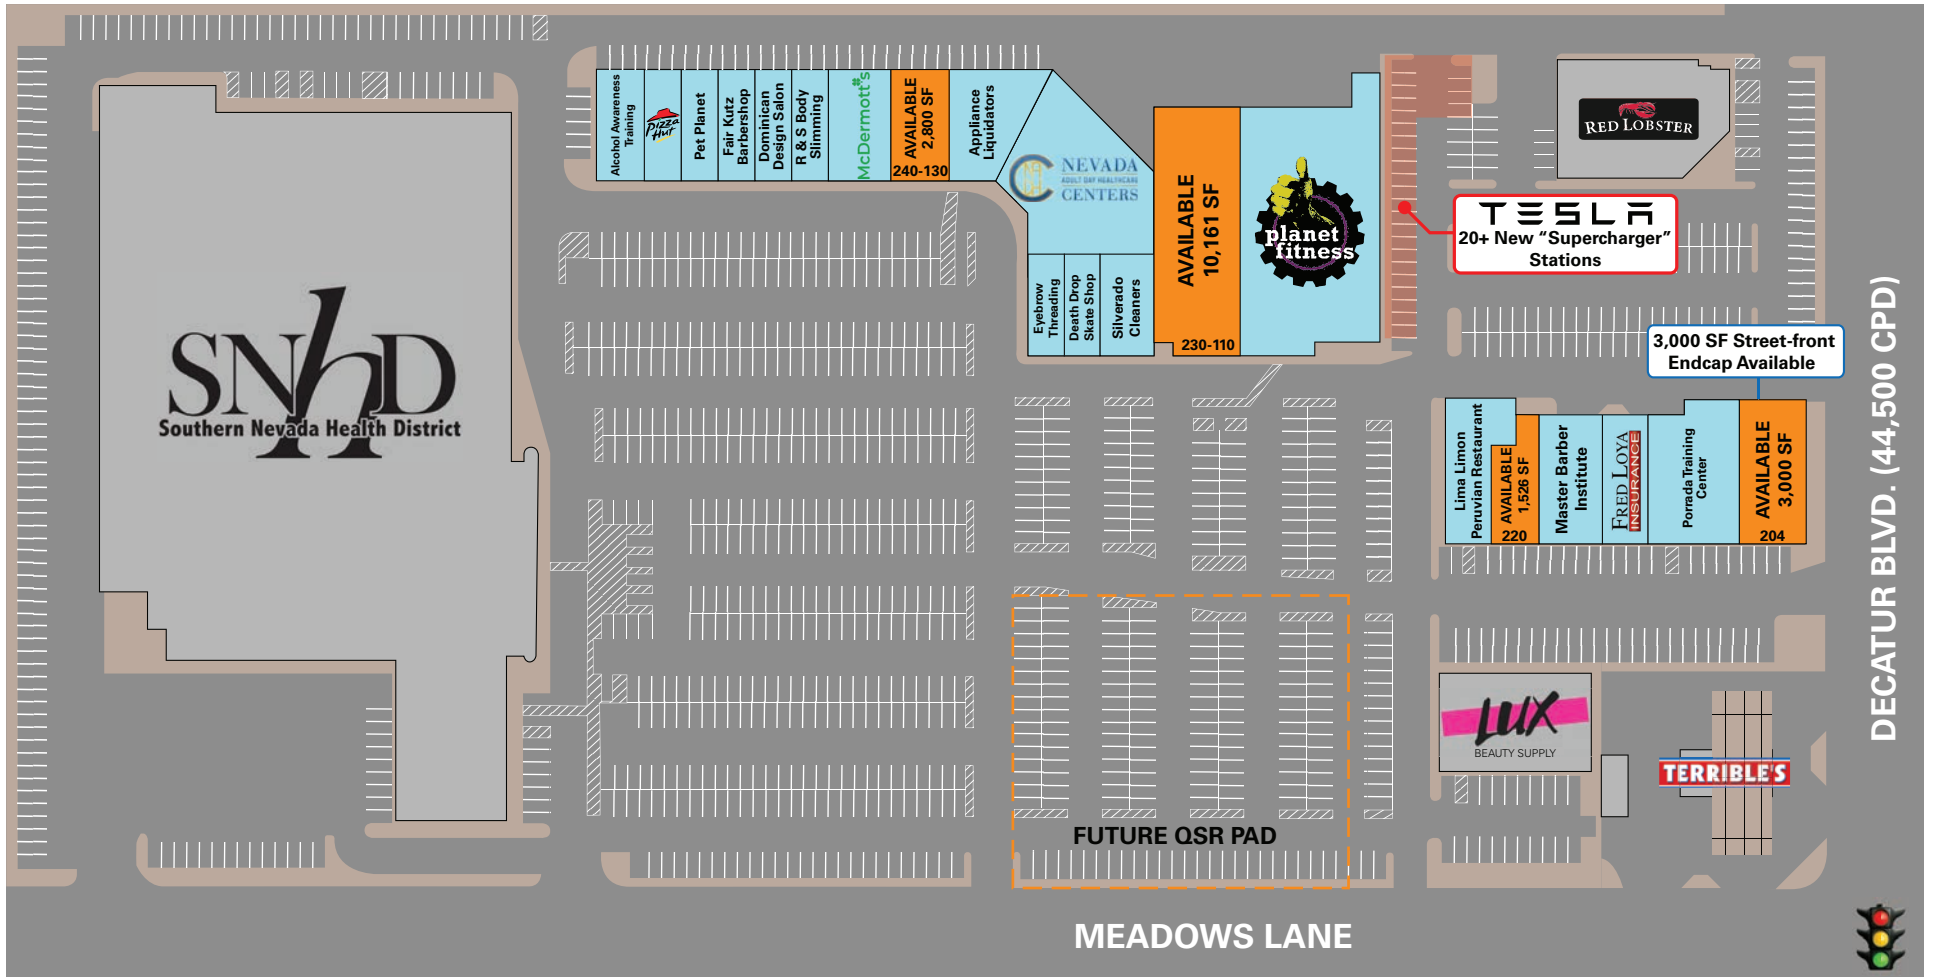 Alcohol Awareness
Training
Pizza
Hut
Pet Planet
Fair Kutz
Barbershop
Dominican
Design Salon
R & S Body
Slimming
McDermott's
AVAILABLE
2,800 SF
240-130
Appliance
Liquidators
NEVADA
ADULT DAY HEALTHCARE
CENTERS
Eyebrow
Threading
Death Drop
Skate Shop
Silverado
Cleaners
AVAILABLE
10,161 SF
230-110
planet
fitness
RED LOBSTER
TESLA
20+ New “Supercharger”
Stations
3,000 SF Street-front
Endcap Available
SNhD
Southern Nevada Health District
Lima Limon
Peruvian Restaurant
AVAILABLE
1,526 SF
220
Master Barber
Institute
FRED LOYA
INSURANCE
Porrada Training
Center
AVAILABLE
3,000 SF
204
DECATUR BLVD. (44,500 CPD)
LUX
BEAUTY SUPPLY
TERRIBLE'S
FUTURE QSR PAD
MEADOWS LANE